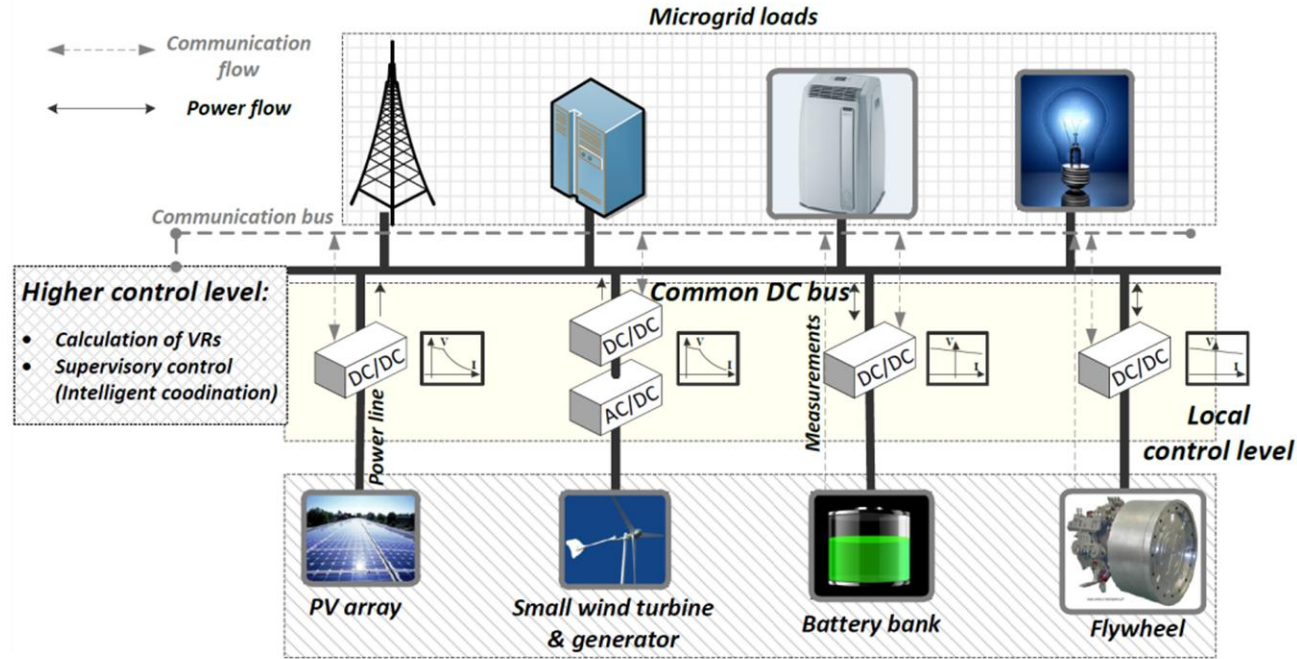 Microgrid loads
Communication
flow
Power flow
Communication bus
Higher control level:
• Calculation of VRs
• Supervisory control
(Intelligent coodination)
Common DC bus
DC/DC
V
I
DC/DC
AC/DC
V
I
DC/DC
V
I
DC/DC
V
I
Power line
Measurements
Local
control level
PV array
Small wind turbine
& generator
Battery bank
Flywheel